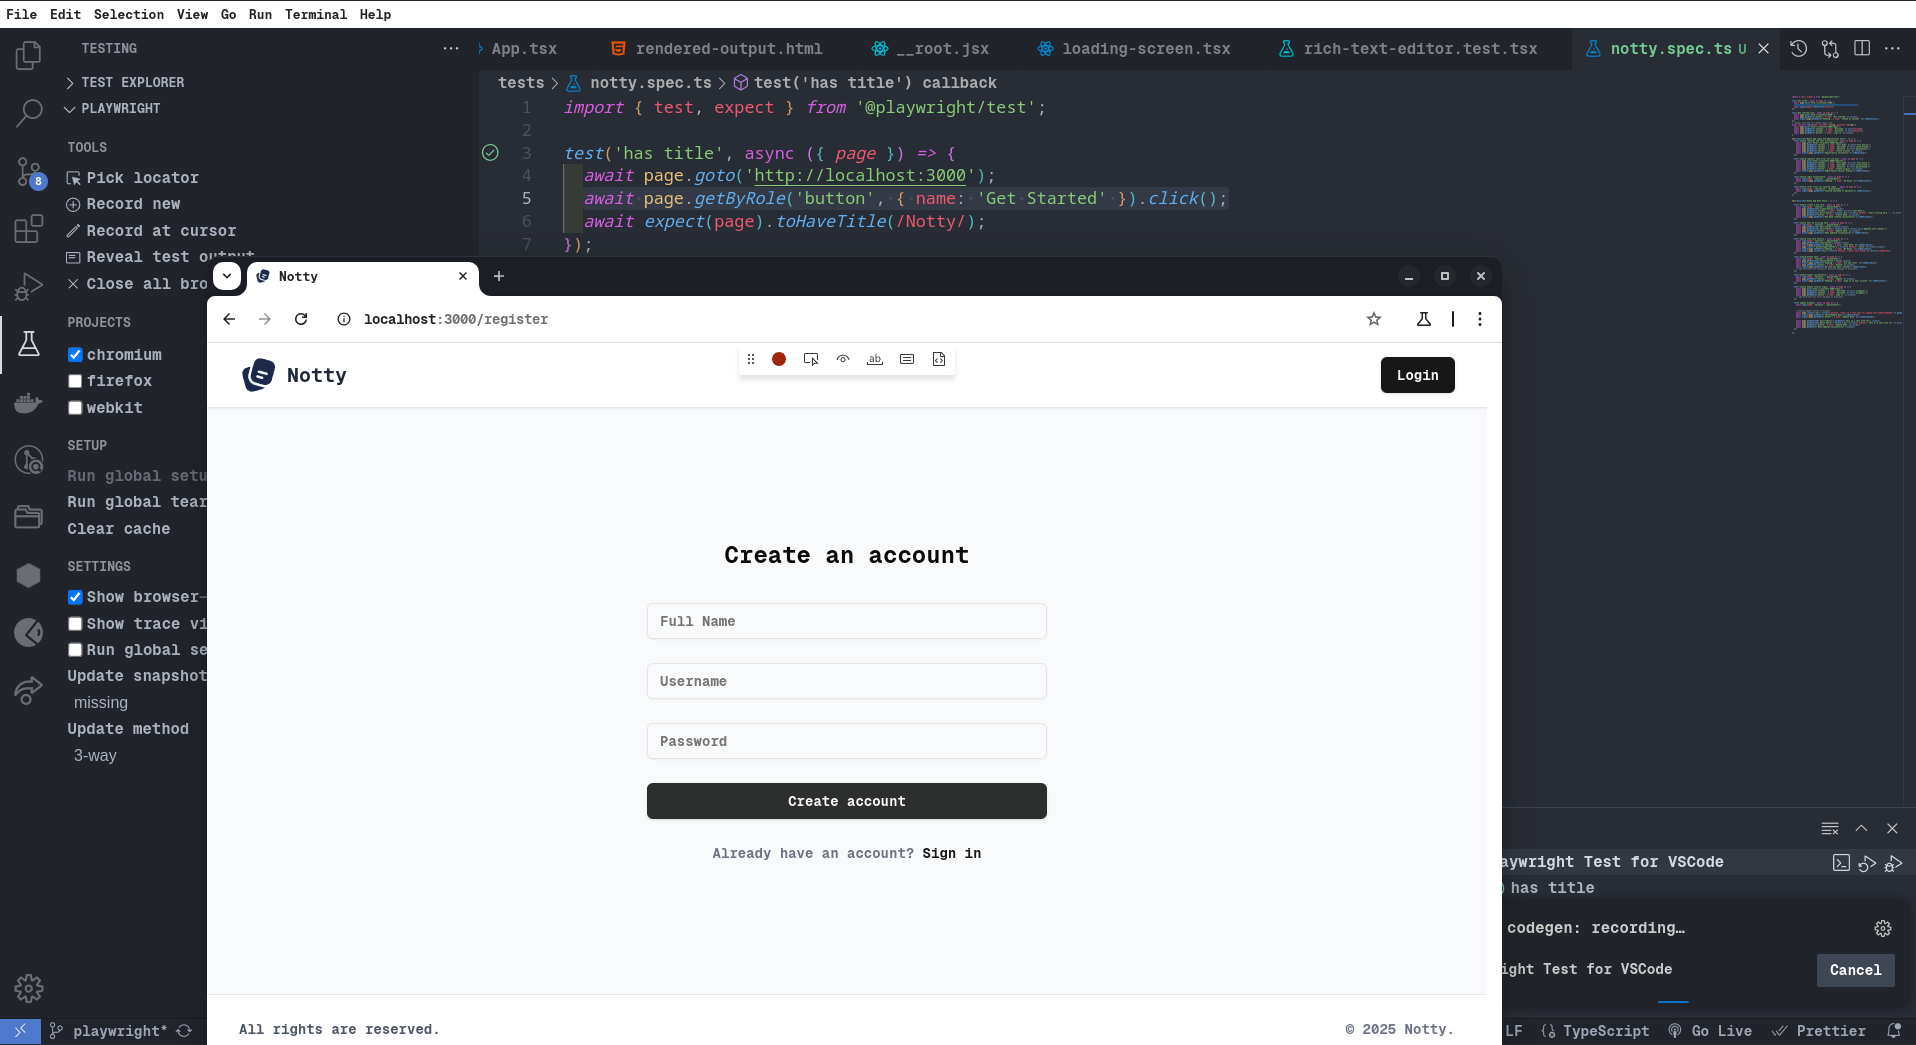 File Edit Selection View Go Run Terminal Help
TESTING
TEST EXPLORER
PLAYWRIGHT
TOOLS
Pick locator
Record new
Record at cursor
Reveal test output
Close all bro
PROJECTS
chromium
firefox
webkit
SETUP
Run global setu
Run global tear
Clear cache
SETTINGS
Show browser
Show trace vi
Run global se
Update snapshot
missing
Update method
3-way
8
App.tsx rendered-output.html __root.jsx loading-screen.tsx rich-text-editor.test.tsx notty.spec.ts U
tests > notty.spec.ts > test('has title') callback
1 import { test, expect } from '@playwright/test';
2
3 test('has title', async ({ page }) => {
4 await page.goto('http://localhost:3000');
5 await page.getByRole('button', { name: 'Get Started' }).click();
6 await expect(page).toHaveTitle(/Notty/);
7 });
Notty
localhost:3000/register
Notty
ab
Login
Create an account
Full Name
Username
Password
Create account
Already have an account? Sign in
All rights are reserved.
© 2025 Notty.
aywright Test for VSCode
has title
codegen: recording…
ight Test for VSCode
Cancel
playwright*
LF {} TypeScript Go Live Prettier